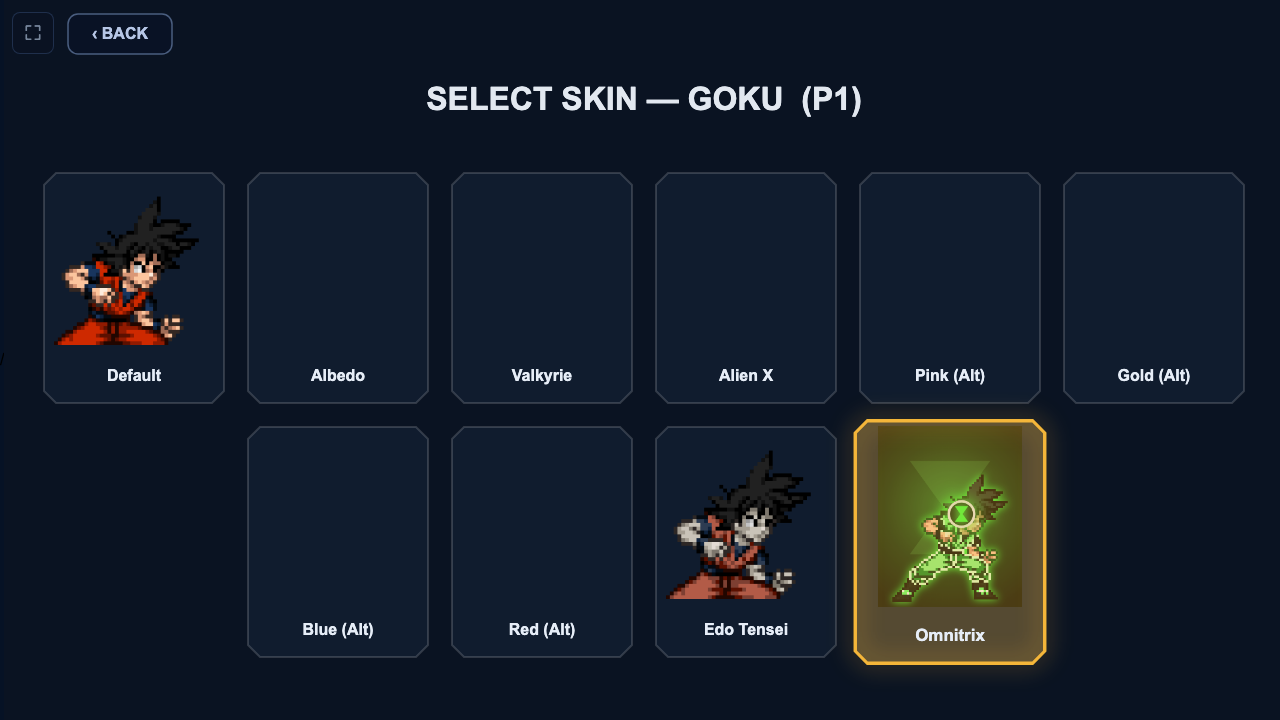 ‹ BACK
SELECT SKIN — GOKU (P1)
Default
Albedo
Valkyrie
Alien X
Pink (Alt)
Gold (Alt)
Blue (Alt)
Red (Alt)
Edo Tensei
Omnitrix